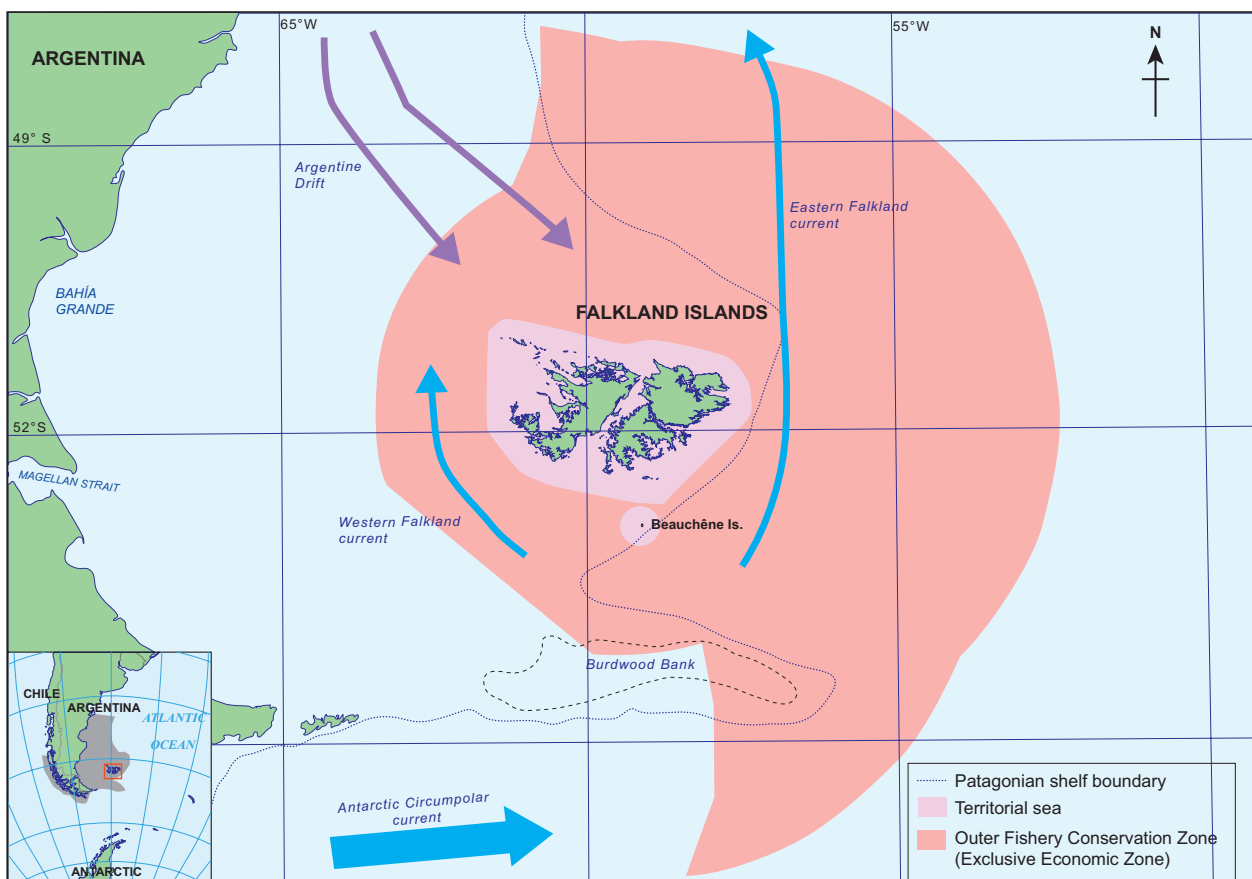 65°W
55°W
ARGENTINA
N
49° S
Argentine
Drift
Eastern Falkland
current
BAHÍA
GRANDE
FALKLAND ISLANDS
52°S
MAGELLAN STRAIT
Western Falkland
current
Beauchêne Is.
Burdwood Bank
CHILE
ARGENTINA
ATLANTIC
OCEAN
ANTARCTIC
Antarctic Circumpolar
current
Patagonian shelf boundary
Territorial sea
Outer Fishery Conservation Zone
(Exclusive Economic Zone)